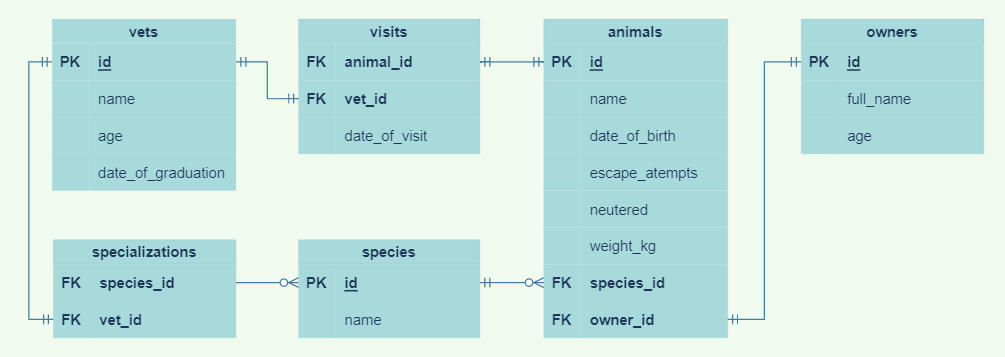 vets
PK id
name
age
date_of_graduation
visits
FK animal_id
FK vet_id
date_of_visit
animals
PK id
name
date_of_birth
escape_atempts
neutered
weight_kg
FK species_id
FK owner_id
owners
PK id
full_name
age
specializations
FK species_id
FK vet_id
species
PK id
name